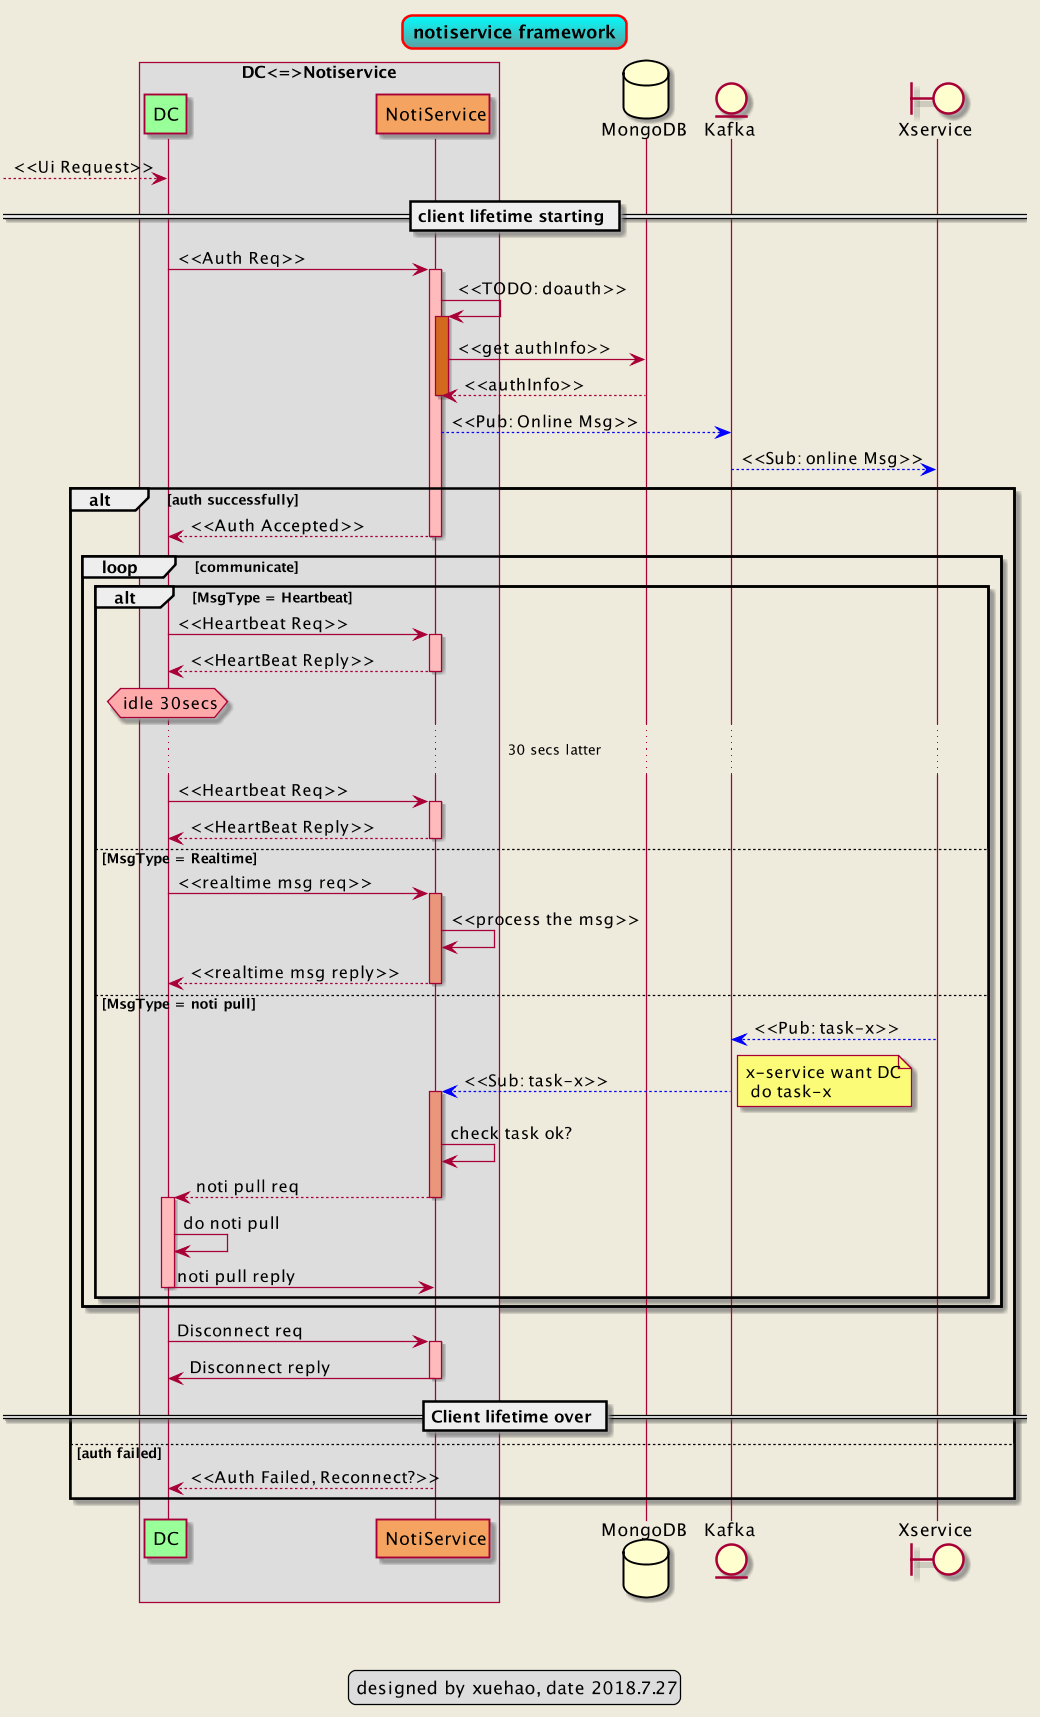 notiservice framework
DC<=>Notiservice
DC
NotiService
MongoDB
Kafka
Xservice
<<Ui Request>>
client lifetime starting
<<Auth Req>>
<<TODO: doauth>>
<<get authInfo>>
<<authInfo>>
<<Pub: Online Msg>>
<<Sub: online Msg>>
alt [auth successfully]
<<Auth Accepted>>
loop [communicate]
alt [MsgType = Heartbeat]
<<Heartbeat Req>>
<<HeartBeat Reply>>
idle 30secs
30 secs latter
<<Heartbeat Req>>
<<HeartBeat Reply>>
[MsgType = Realtime]
<<realtime msg req>>
<<process the msg>>
<<realtime msg reply>>
[MsgType = noti pull]
<<Pub: task-x>>
x-service want DC
do task-x
<<Sub: task-x>>
check task ok?
noti pull req
do noti pull
noti pull reply
Disconnect req
Disconnect reply
Client lifetime over
[auth failed]
<<Auth Failed, Reconnect?>>
DC
NotiService
MongoDB
Kafka
Xservice
designed by xuehao, date 2018.7.27